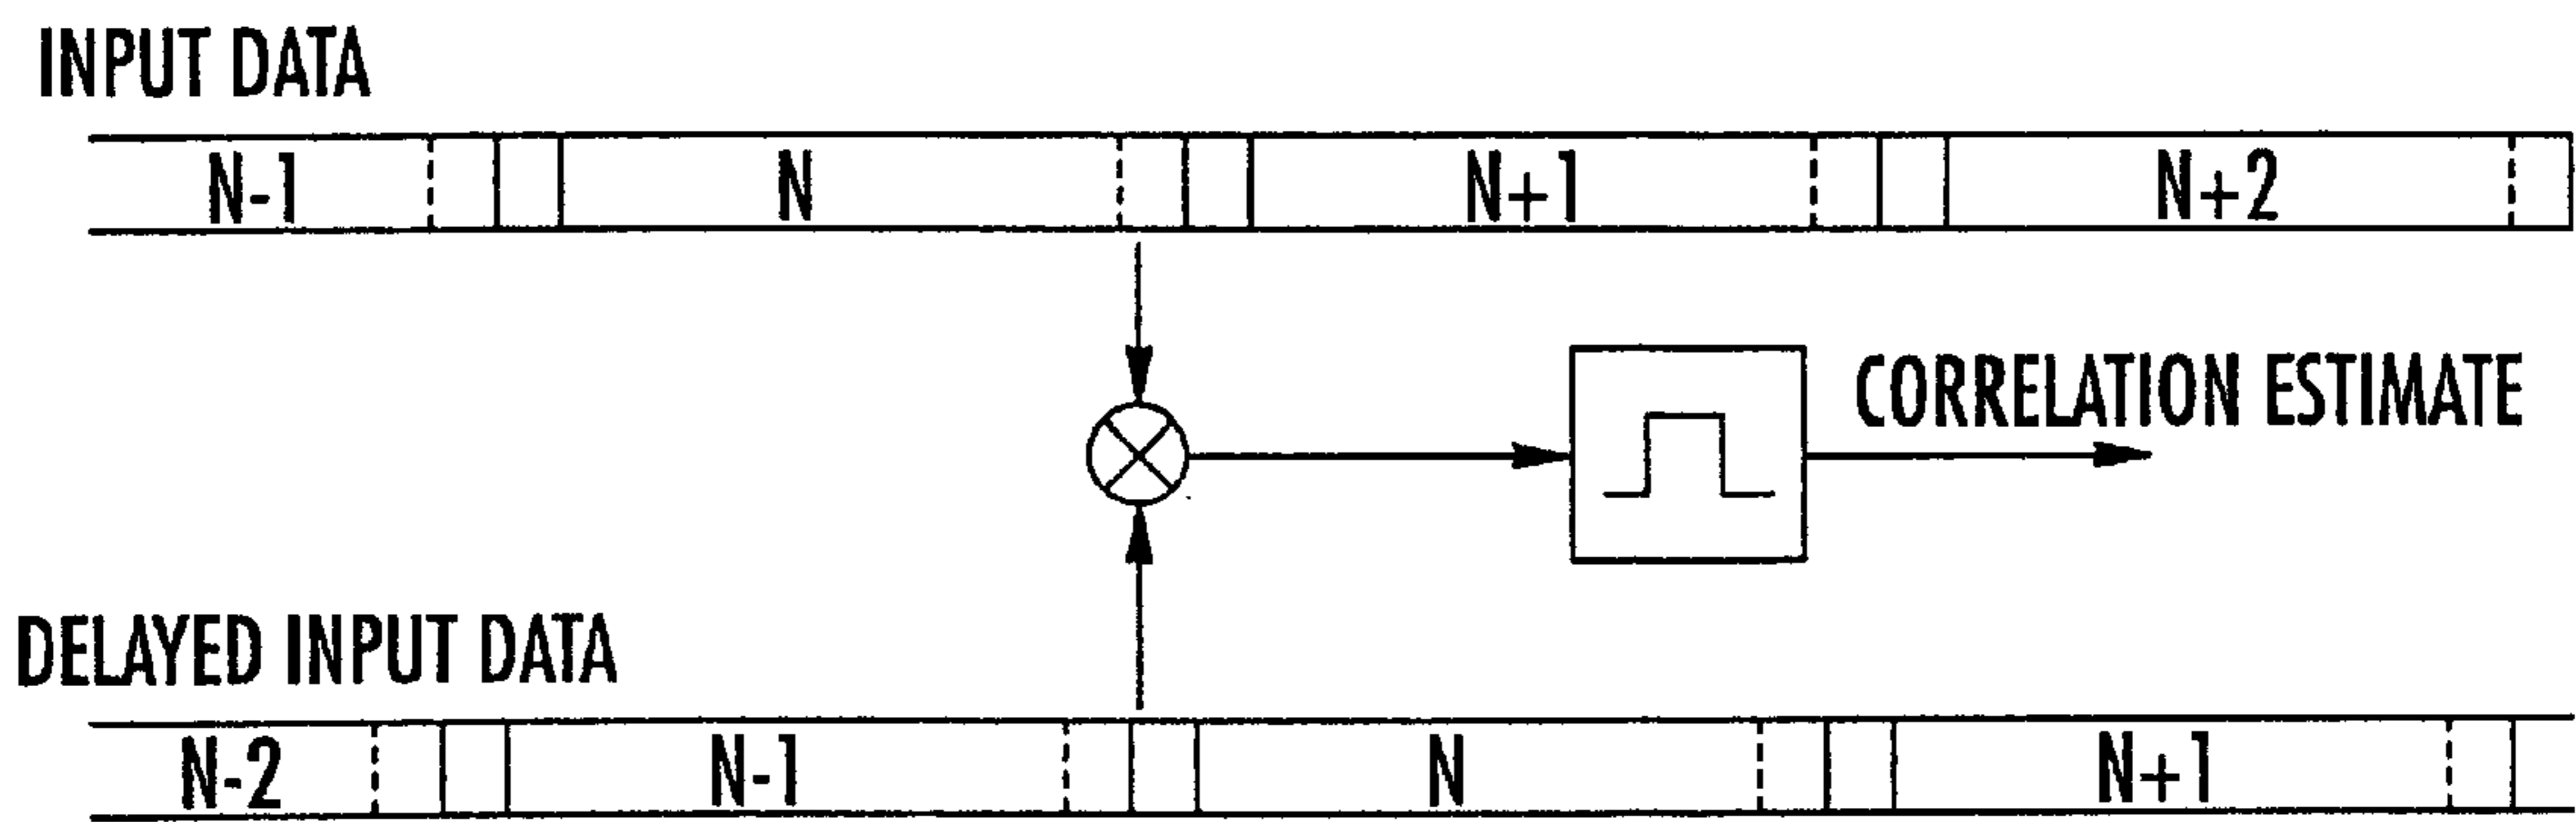 INPUT DATA
N-1 N N+1 N+2
CORRELATION ESTIMATE
DELAYED INPUT DATA
N-2 N-1 N N+1